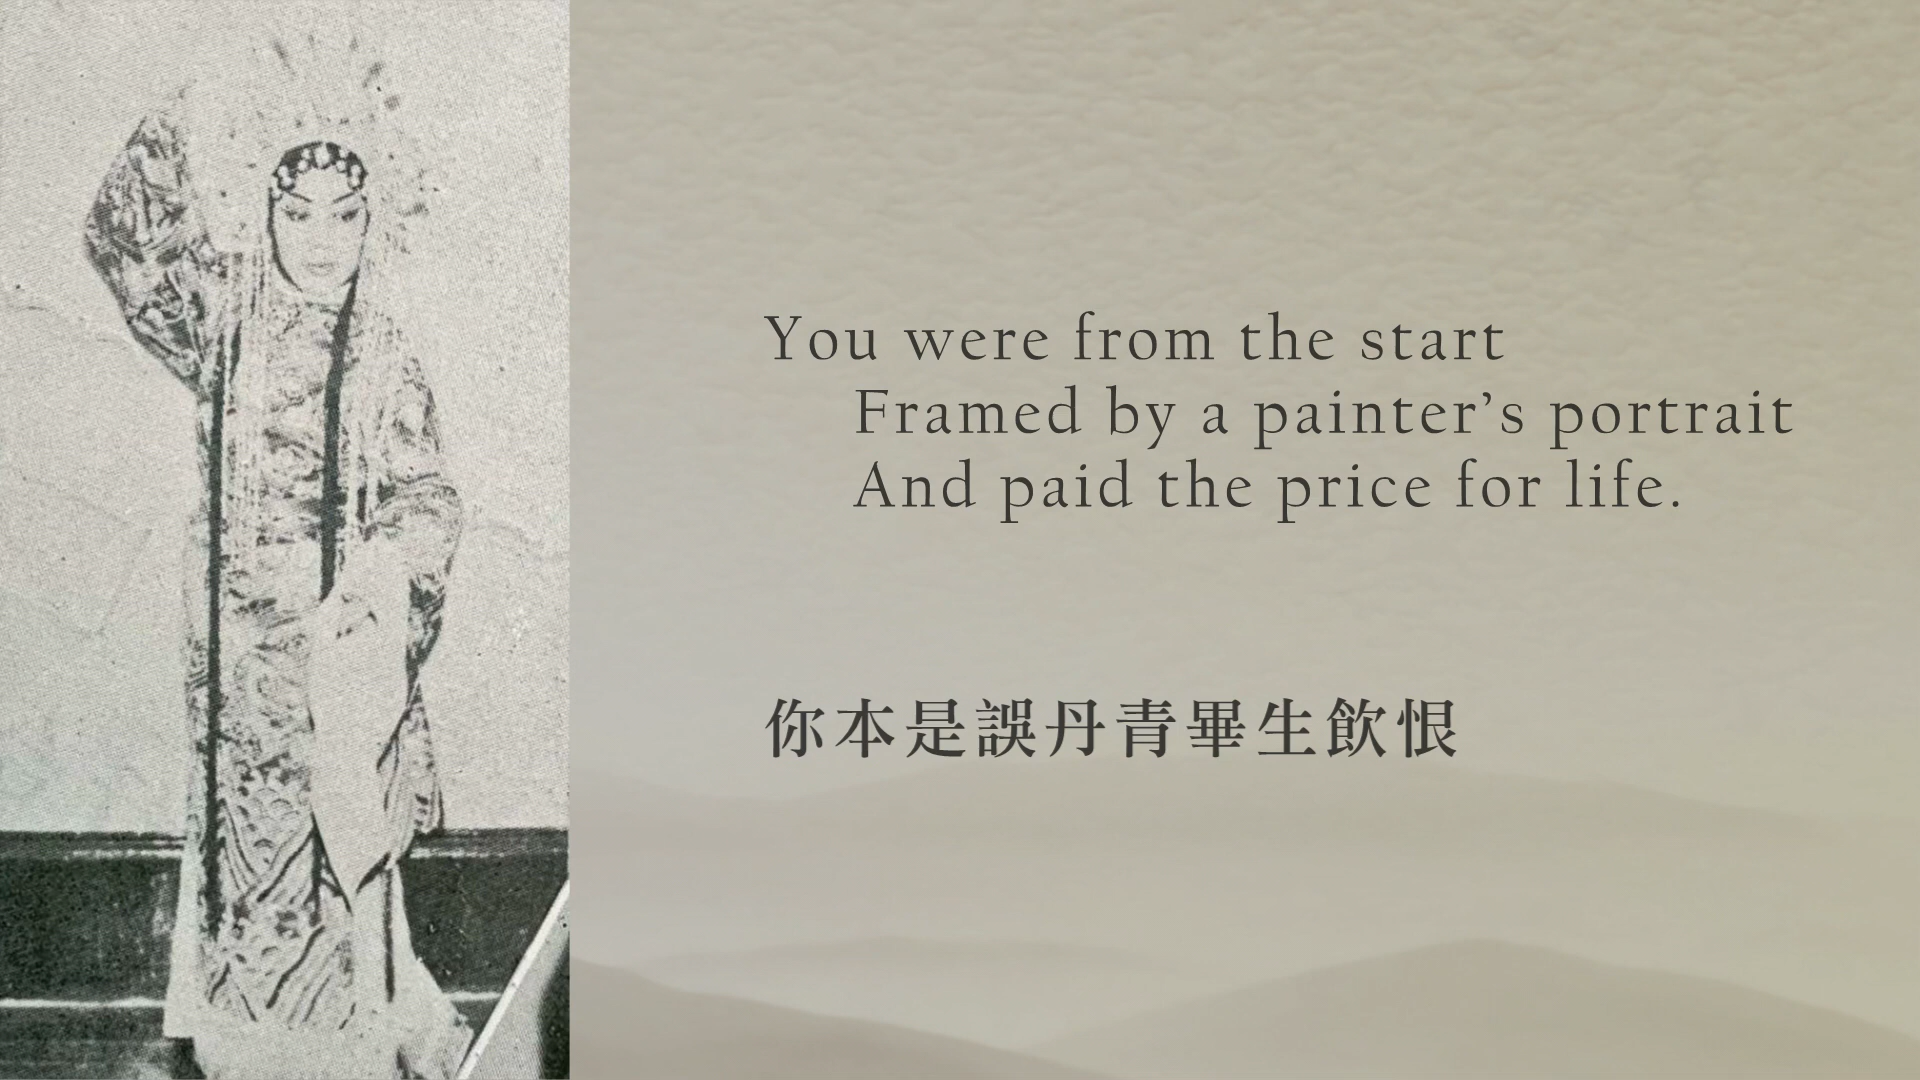 You were from the start
Framed by a painter’s portrait
And paid the price for life.
你本是誤丹青畢生飲恨